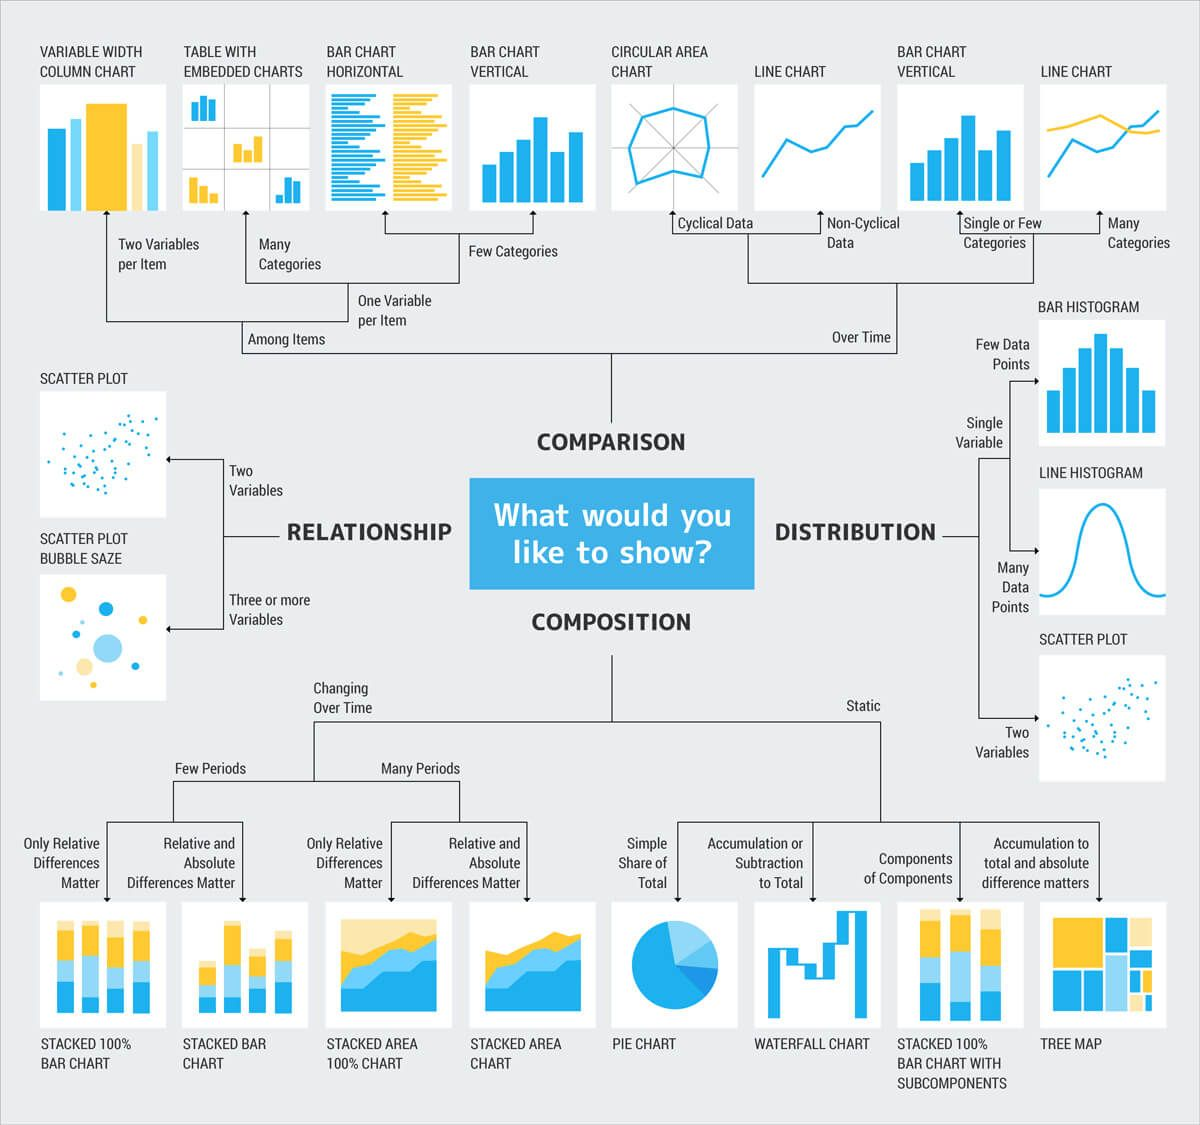 VARIABLE WIDTH
COLUMN CHART
TABLE WITH
EMBEDDED CHARTS
BAR CHART
HORIZONTAL
BAR CHART
VERTICAL
CIRCULAR AREA
CHART
LINE CHART
BAR CHART
VERTICAL
LINE CHART
Two Variables
per Item
Many
Categories
Few Categories
Cyclical Data
Non-Cyclical
Data
Single or Few
Categories
Many
Categories
One Variable
per Item
Among Items
Over Time
COMPARISON
What would you
like to show?
RELATIONSHIP
SCATTER PLOT
Two
Variables
SCATTER PLOT
BUBBLE SAZE
Three or more
Variables
DISTRIBUTION
BAR HISTOGRAM
Few Data
Points
Single
Variable
LINE HISTOGRAM
Many
Data
Points
SCATTER PLOT
Two
Variables
COMPOSITION
Changing
Over Time
Static
Few Periods
Many Periods
Only Relative
Differences
Matter
Relative and
Absolute
Differences Matter
Only Relative
Differences
Matter
Relative and
Absolute
Differences Matter
Simple
Share of
Total
Accumulation or
Subtraction
to Total
Components
of Components
Accumulation to
total and absolute
difference matters
STACKED 100%
BAR CHART
STACKED BAR
CHART
STACKED AREA
100% CHART
STACKED AREA
CHART
PIE CHART
WATERFALL CHART
STACKED 100%
BAR CHART WITH
SUBCOMPONENTS
TREE MAP